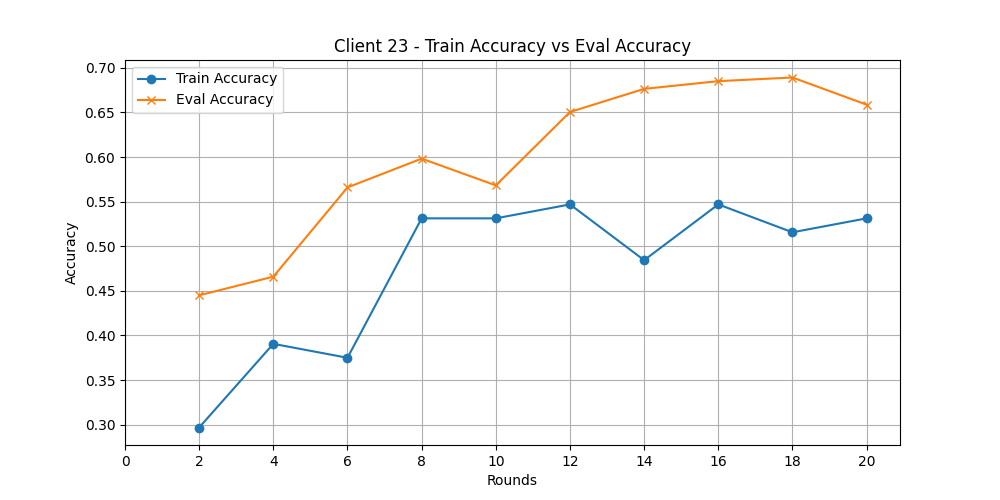 Client 23 - Train Accuracy vs Eval Accuracy
Train Accuracy
Eval Accuracy
0.70
0.65
0.60
0.55
0.50
0.45
0.40
0.35
0.30
Accuracy
0 2 4 6 8 10 12 14 16 18 20
Rounds